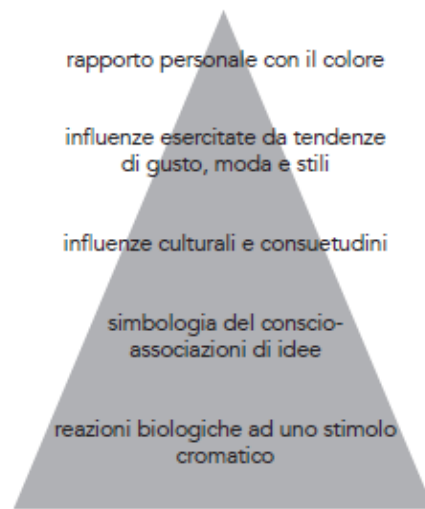 rapporto personale con il colore
influenze esercitate da tendenze
di gusto, moda e stili
influenze culturali e consuetudini
simbologia del conscio-
associazioni di idee
reazioni biologiche ad uno stimolo
cromatico